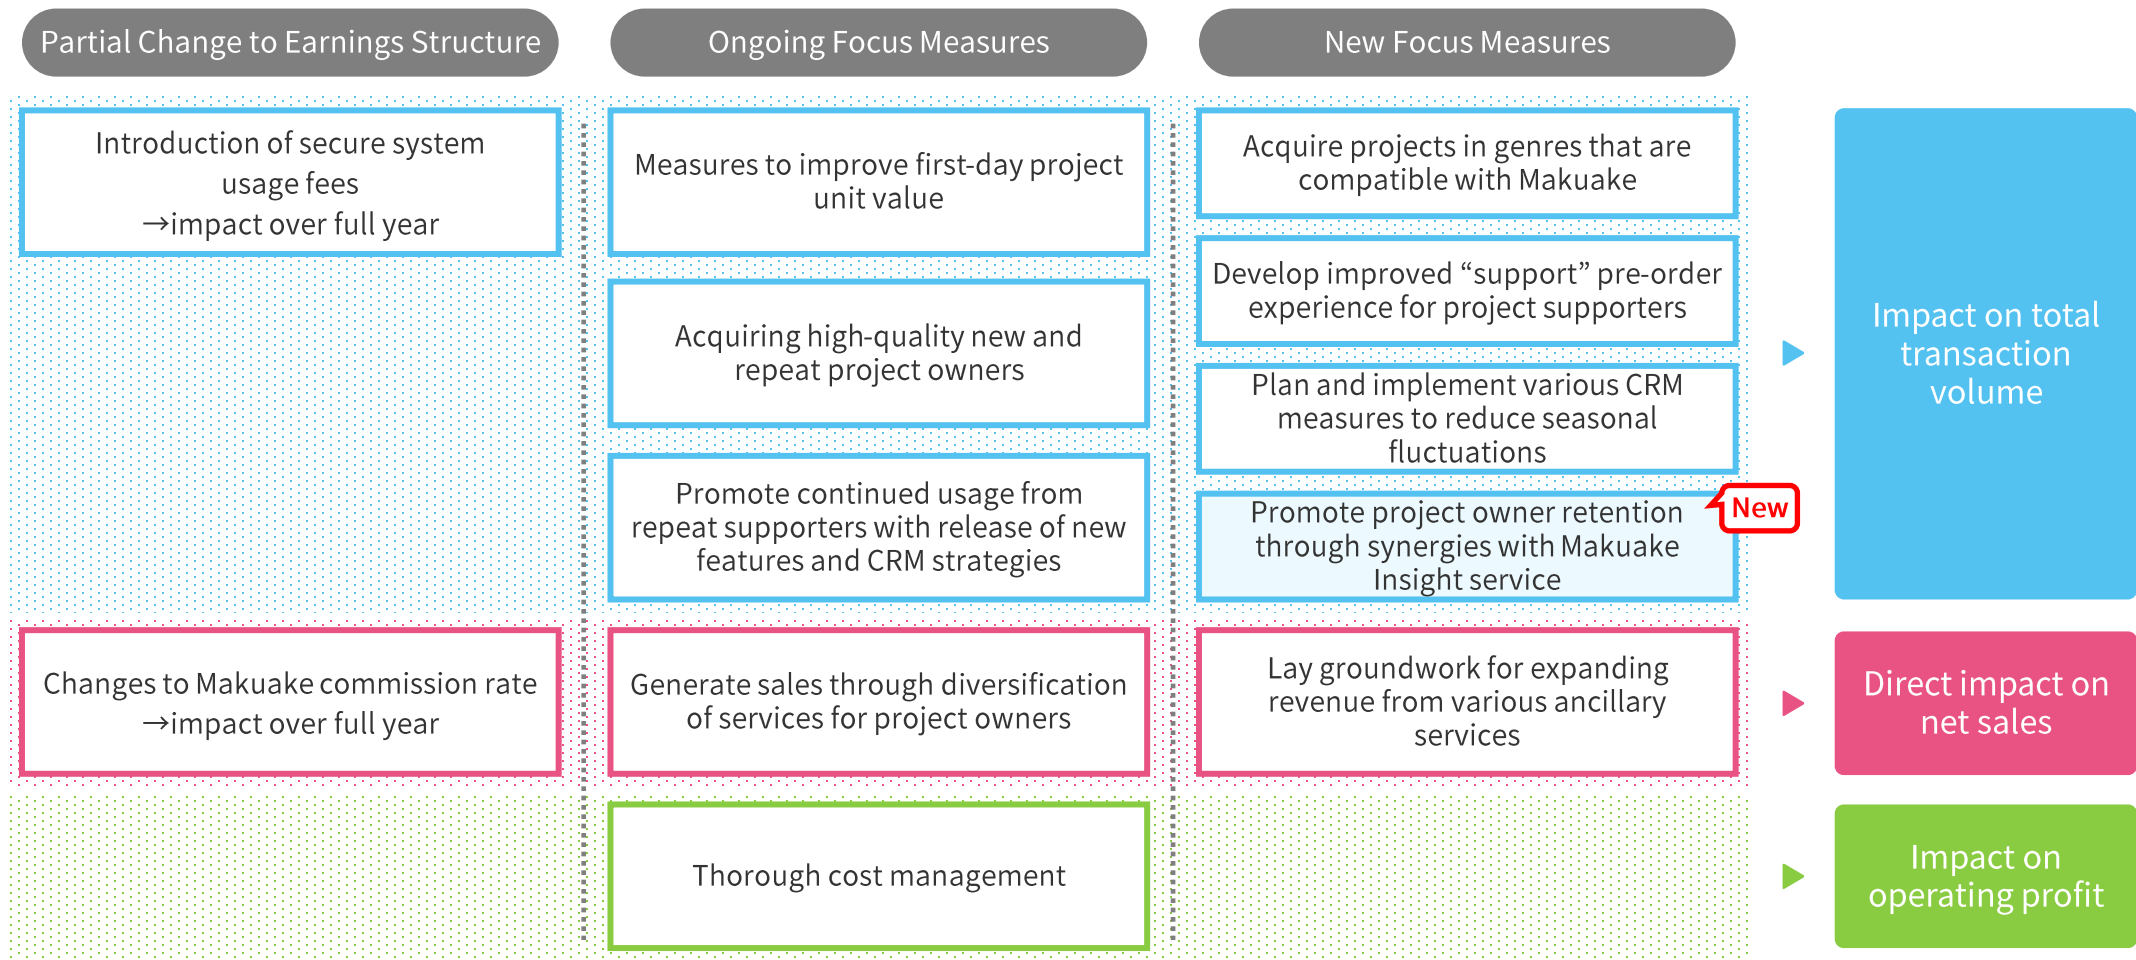 Partial Change to Earnings Structure
Ongoing Focus Measures
New Focus Measures
Introduction of secure system
usage fees
→impact over full year
Measures to improve first-day project
unit value
Acquire projects in genres that are
compatible with Makuake
Develop improved “support” pre-order
experience for project supporters
Acquiring high-quality new and
repeat project owners
Plan and implement various CRM
measures to reduce seasonal
fluctuations
Promote continued usage from
repeat supporters with release of new
features and CRM strategies
New
Promote project owner retention
through synergies with Makuake
Insight service
Impact on total
transaction
volume
Changes to Makuake commission rate
→impact over full year
Generate sales through diversification
of services for project owners
Lay groundwork for expanding
revenue from various ancillary
services
Direct impact on
net sales
Thorough cost management
Impact on
operating profit